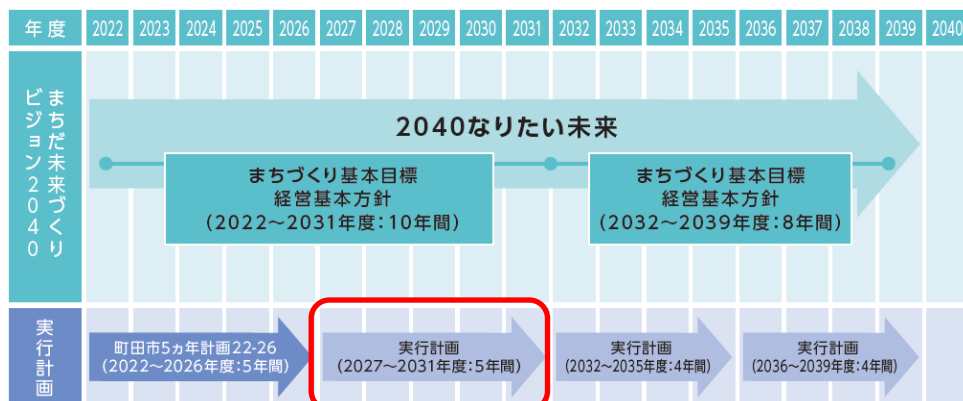 年度 2022 2023 2024 2025 2026 2027 2028 2029 2030 2031 2032 2033 2034 2035 2036 2037 2038 2039 2040
まちだ未来づくり
ビジョン2040
2040なりたい未来
まちづくり基本目標
経営基本方針
(2022〜2031年度:10年間)
まちづくり基本目標
経営基本方針
(2032〜2039年度:8年間)
実行計画
町田市5ヵ年計画22-26
(2022〜2026年度:5年間)
実行計画
(2027〜2031年度:5年間)
実行計画
(2032〜2035年度:4年間)
実行計画
(2036〜2039年度:4年間)